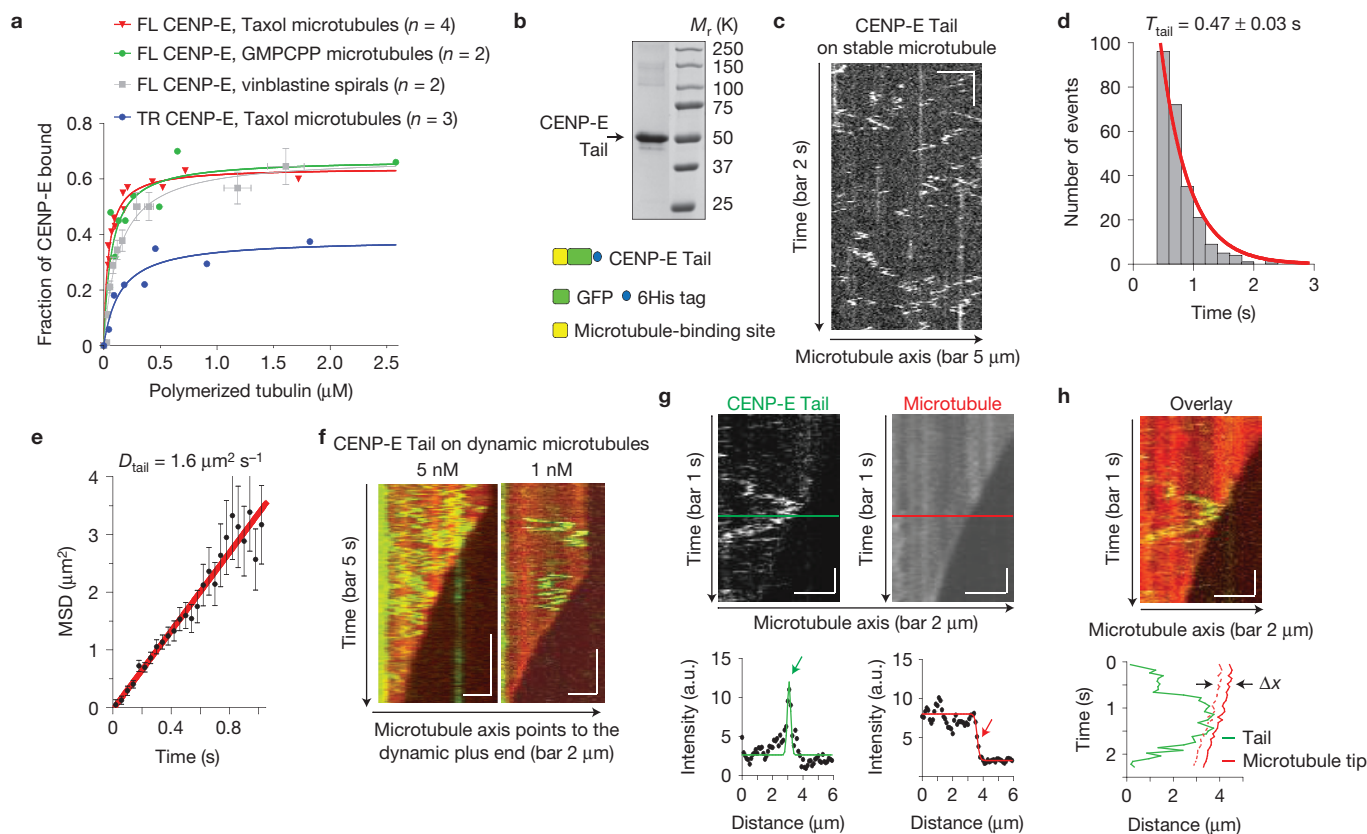 a
FL CENP-E, Taxol microtubules (n = 4)
FL CENP-E, GMPCPP microtubules (n = 2)
FL CENP-E, vinblastine spirals (n = 2)
TR CENP-E, Taxol microtubules (n = 3)
Fraction of CENP-E bound
0.8
0.6
0.4
0.2
0
0 0.5 1.0 1.5 2.0 2.5
Polymerized tubulin (μM)
b
Mr (K)
250
150
100
75
50
37
25
CENP-E
Tail
CENP-E Tail
GFP 6His tag
Microtubule-binding site
c
CENP-E Tail
on stable microtubule
Time (bar 2 s)
Microtubule axis (bar 5 μm)
d
Ttail = 0.47 ± 0.03 s
Number of events
100
80
60
40
20
0
0 1 2 3
Time (s)
e
Dtail = 1.6 μm² s⁻¹
MSD (μm²)
4
3
2
1
0
0 0.4 0.8
Time (s)
f
CENP-E Tail on dynamic microtubules
5 nM 1 nM
Time (bar 5 s)
Microtubule axis points to
the dynamic plus end (bar 2 μm)
g
CENP-E Tail Microtubule
Time (bar 1 s)
Time (bar 1 s)
Microtubule axis (bar 2 μm)
Intensity (a.u.)
15
10
5
0 2 4 6
Distance (μm)
Intensity (a.u.)
15
10
5
0 2 4 6
Distance (μm)
h
Overlay
Time (bar 1 s)
Microtubule axis (bar 2 μm)
Time (s)
0
1
2
Δx
Tail
Microtubule tip
0 2 4
Distance (μm)